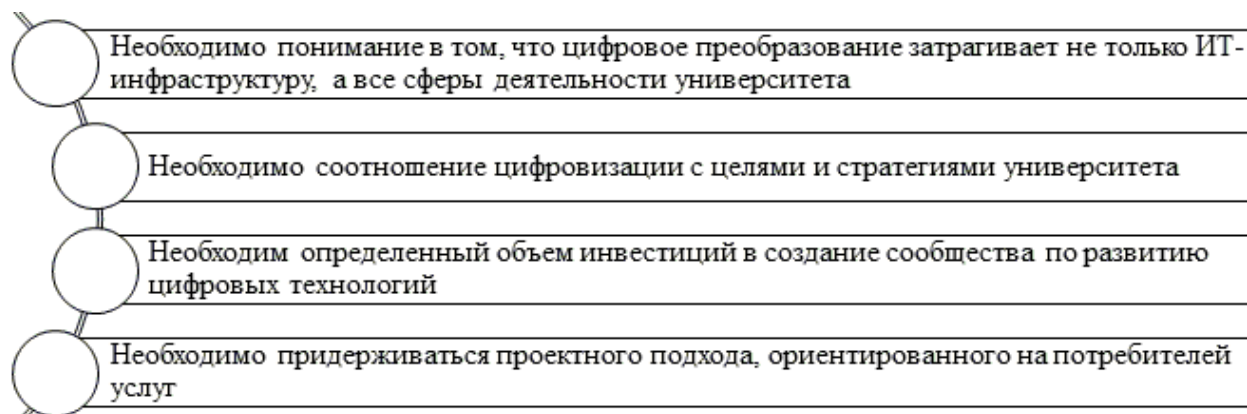 Необходимо понимание в том, что цифровое преобразование затрагивает не только ИТ-
инфраструктуру, а все сферы деятельности университета
Необходимо соотношение цифровизации с целями и стратегиями университета
Необходим определенный объем инвестиций в создание сообщества по развитию
цифровых технологий
Необходимо придерживаться проектного подхода, ориентированного на потребителей
услуг